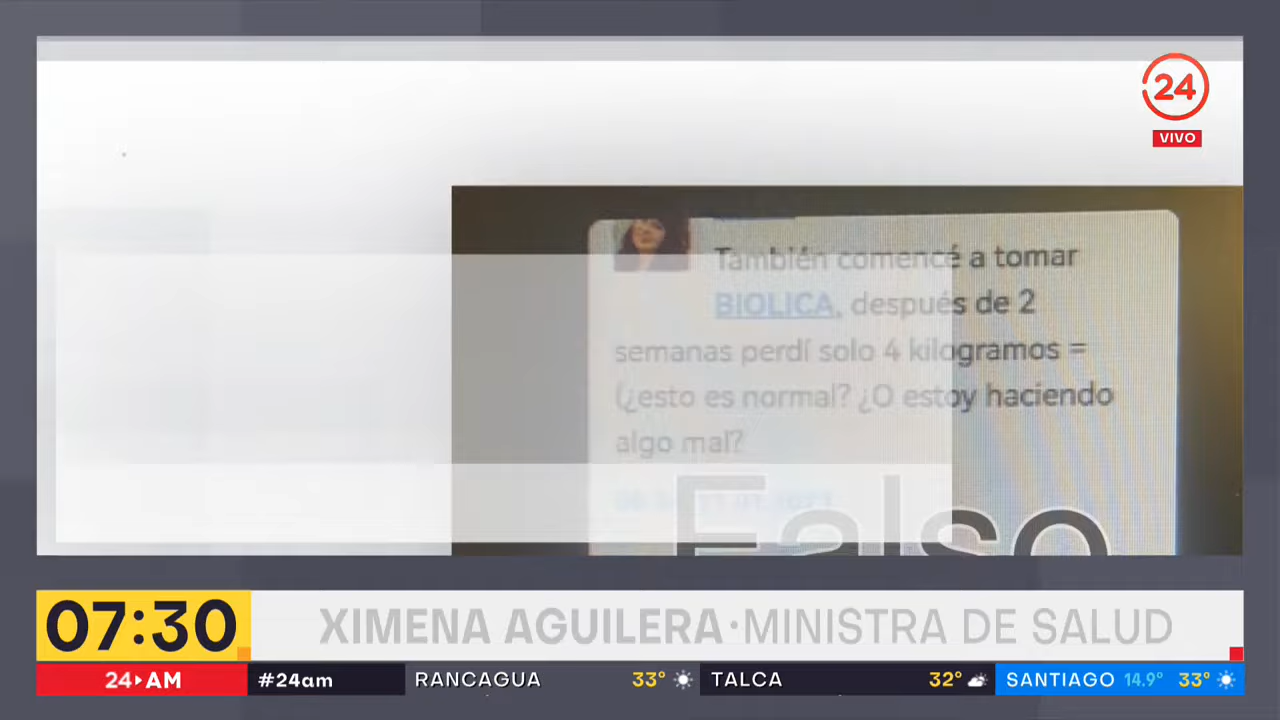 24
VIVO
También comencé a tomar
BIOLICA, después de 2
semanas perdí solo 4 kilogramos =
(¿esto es normal? ¿O estoy haciendo
algo mal?
Falso
07:30
XIMENA AGUILERA·MINISTRA DE SALUD
24 AM
#24am
RANCAGUA 33°
TALCA 32°
SANTIAGO 14.9° 33°